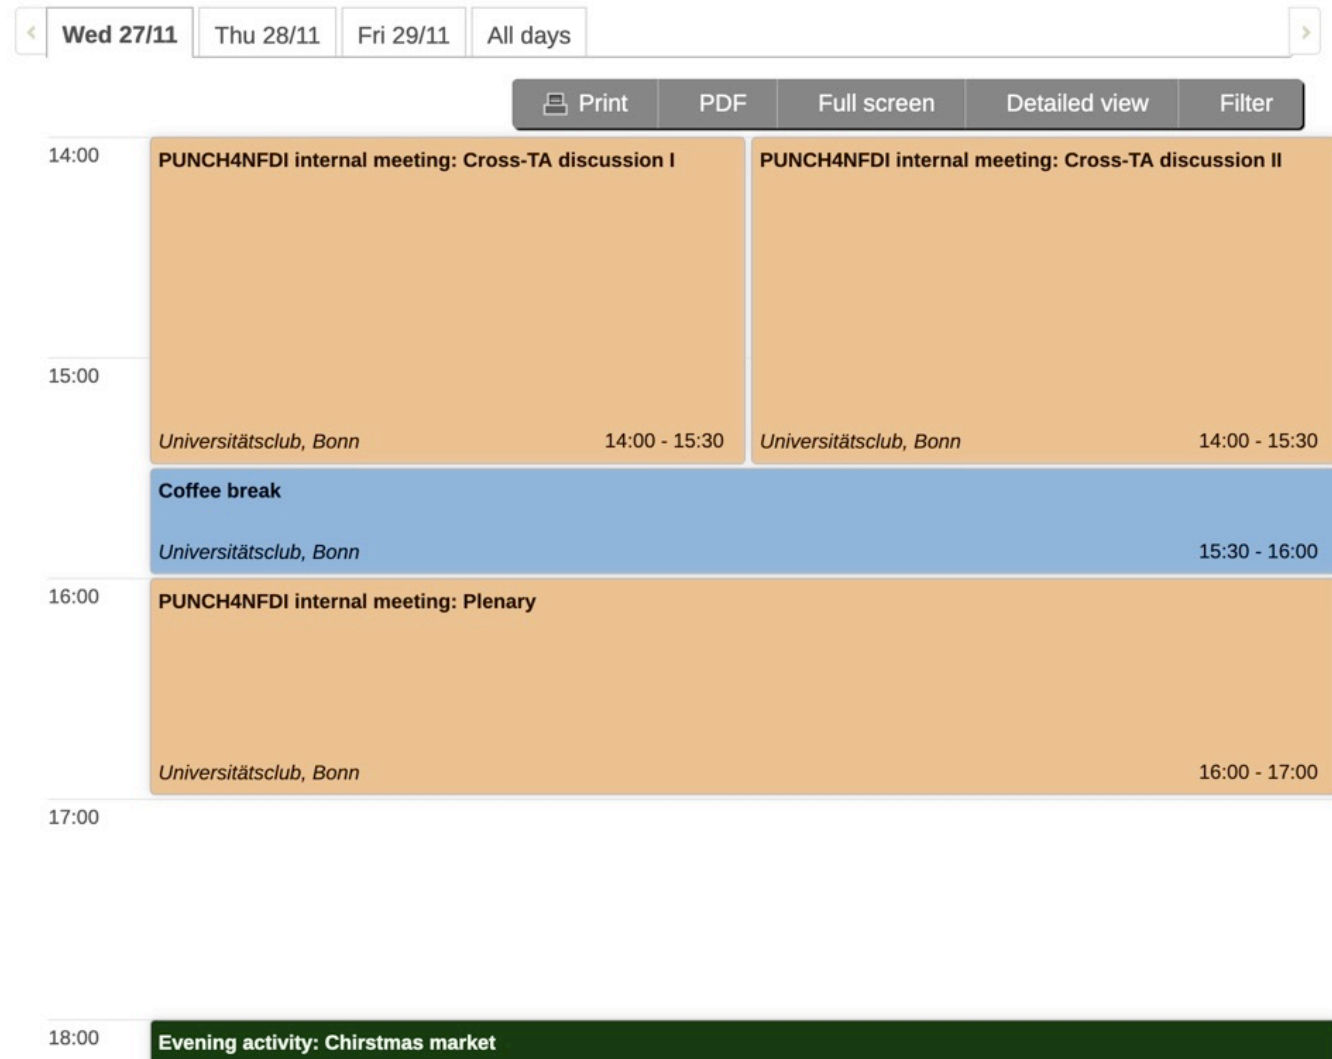 Wed 27/11 Thu 28/11 Fri 29/11 All days
Print PDF Full screen Detailed view Filter
14:00
PUNCH4NFDI internal meeting: Cross-TA discussion I
Universitätsclub, Bonn 14:00 - 15:30
PUNCH4NFDI internal meeting: Cross-TA discussion II
Universitätsclub, Bonn 14:00 - 15:30
15:00
Coffee break
Universitätsclub, Bonn 15:30 - 16:00
16:00
PUNCH4NFDI internal meeting: Plenary
Universitätsclub, Bonn 16:00 - 17:00
17:00
18:00
Evening activity: Chirstmas market